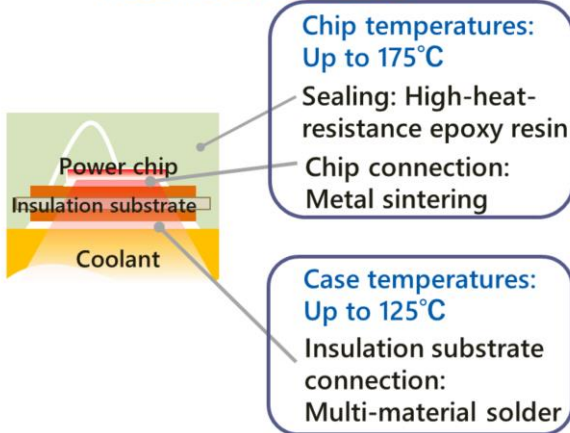 Chip temperatures:
Up to 175℃
Sealing: High-heat-
resistance epoxy resin
Chip connection:
Metal sintering
Power chip
Insulation substrate
Coolant
Case temperatures:
Up to 125℃
Insulation substrate
connection:
Multi-material solder